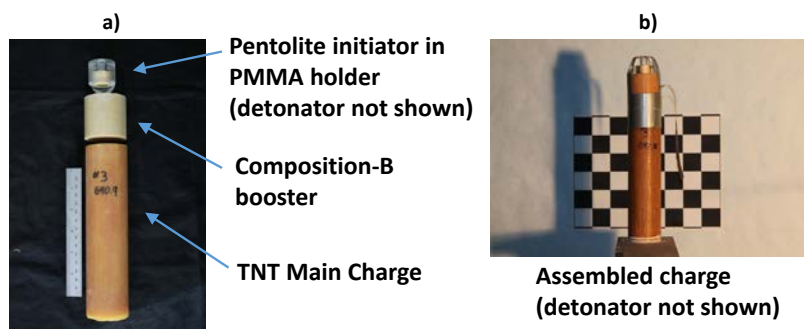 a)
Pentolite initiator in
PMMA holder
(detonator not shown)
Composition-B
booster
TNT Main Charge
#3
690.9
b)
Assembled charge
(detonator not shown)